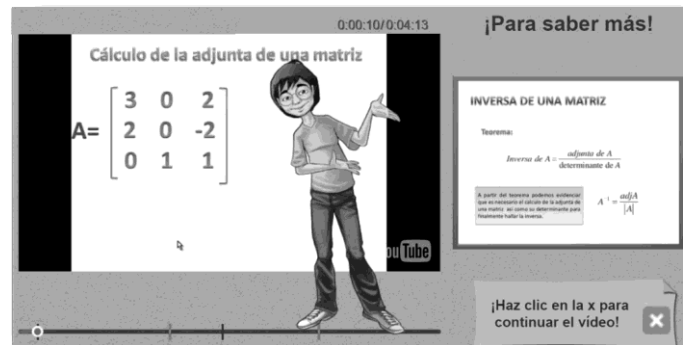 0:00:10/0:04:13
¡Para saber más!
Cálculo de la adjunta de una matriz
A=
3 0 2
2 0 -2
0 1 1
ou Tube
INVERSA DE UNA MATRIZ
Teorema:
Inversa de A = adjunta de A
determinante de A
A partir del teorema podemos evidenciar
que es necesario el cálculo de la adjunta de
una matriz así como su determinante para
finalmente hallar la inversa.
A⁻¹ = adjA
|A|
¡Haz clic en la x para
continuar el vídeo!
x